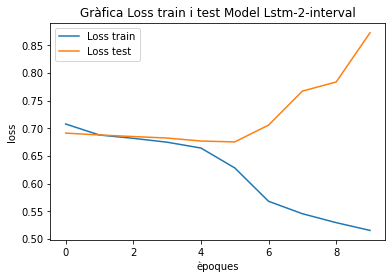 Gràfica Loss train i test Model Lstm-2-interval
Loss train
Loss test
0.85
0.80
0.75
0.70
0.65
0.60
0.55
0.50
loss
0 2 4 6 8
èpoques